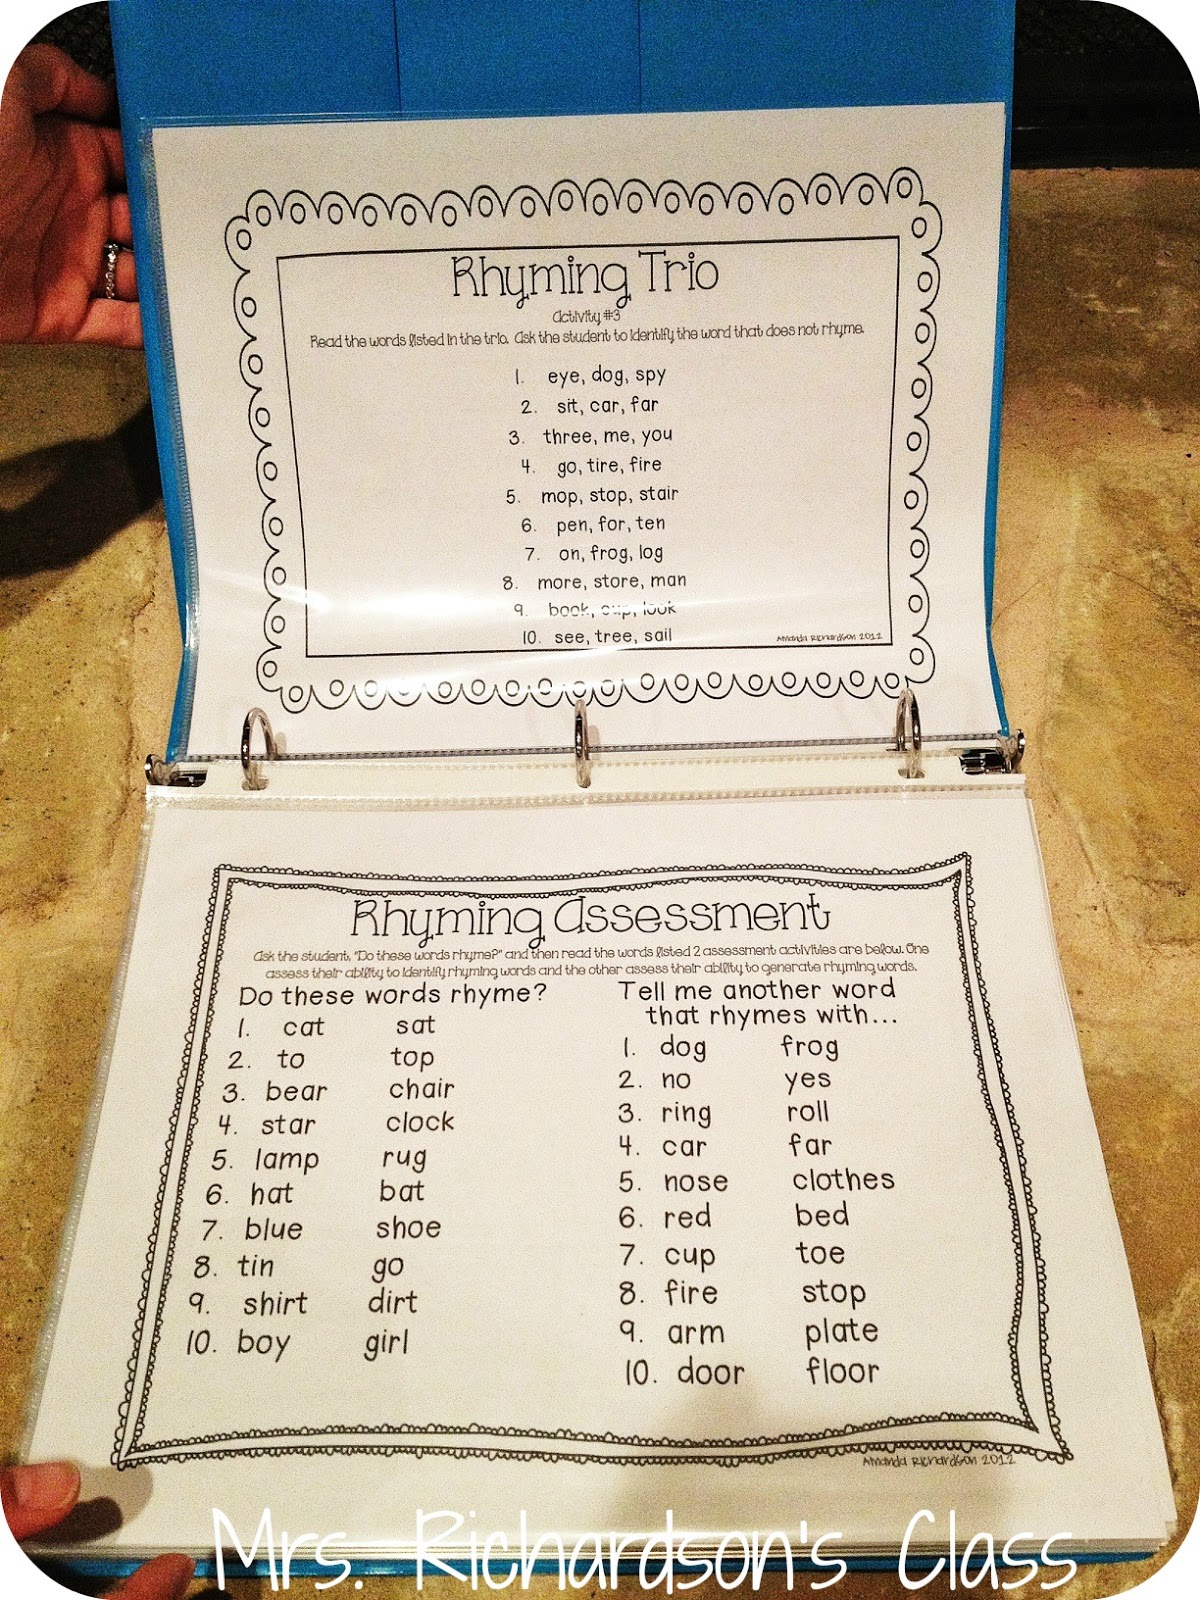 Rhyming Trio
Activity #3
Read the words listed in the trio. Ask the student to identify the word that does not rhyme.
1. eye, dog, spy
2. sit, car, far
3. three, me, you
4. go, tire, fire
5. mop, stop, stair
6. pen, for, ten
7. on, frog, log
8. more, store, man
9. book, cup, look
10. see, tree, sail
Amanda Richardson 2012
Rhyming Assessment
Ask the student, "Do these words rhyme?" and then read the words listed 2 assessment activities are below. One
assess their ability to identify rhyming words and the other assess their ability to generate rhyming words.
Do these words rhyme?
1. cat sat
2. to top
3. bear chair
4. star clock
5. lamp rug
6. hat bat
7. blue shoe
8. tin go
9. shirt dirt
10. boy girl
Tell me another word
that rhymes with...
1. dog frog
2. no yes
3. ring roll
4. car far
5. nose clothes
6. red bed
7. cup toe
8. fire stop
9. arm plate
10. door floor
Amanda Richardson 2012
Mrs. Richardson's Class